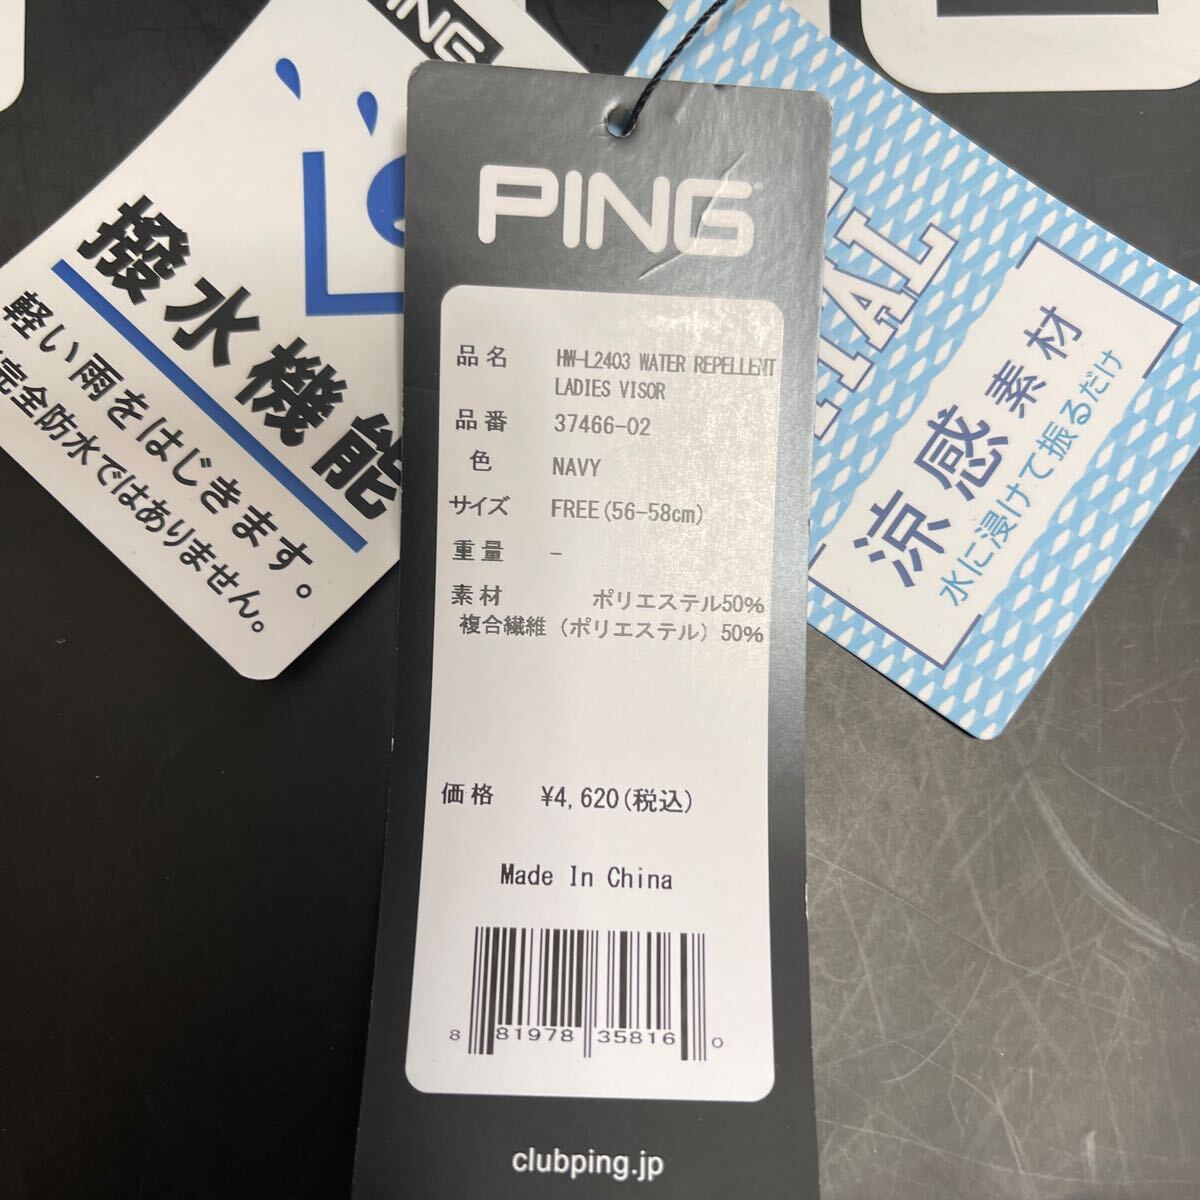 PING
撥水機能
軽い雨をはじきます。
完全防水ではありません。
PING
品名 HW-L2403 WATER REPELLENT
LADIES VISOR
品番 37466-02
色 NAVY
サイズ FREE(56-58cm)
重量 -
素材 ポリエステル50%
複合繊維(ポリエステル)50%
価格 ¥4,620(税込)
Made In China
8 81978 35816 0
clubping.jp
涼感素材
水に浸けて振るだけ